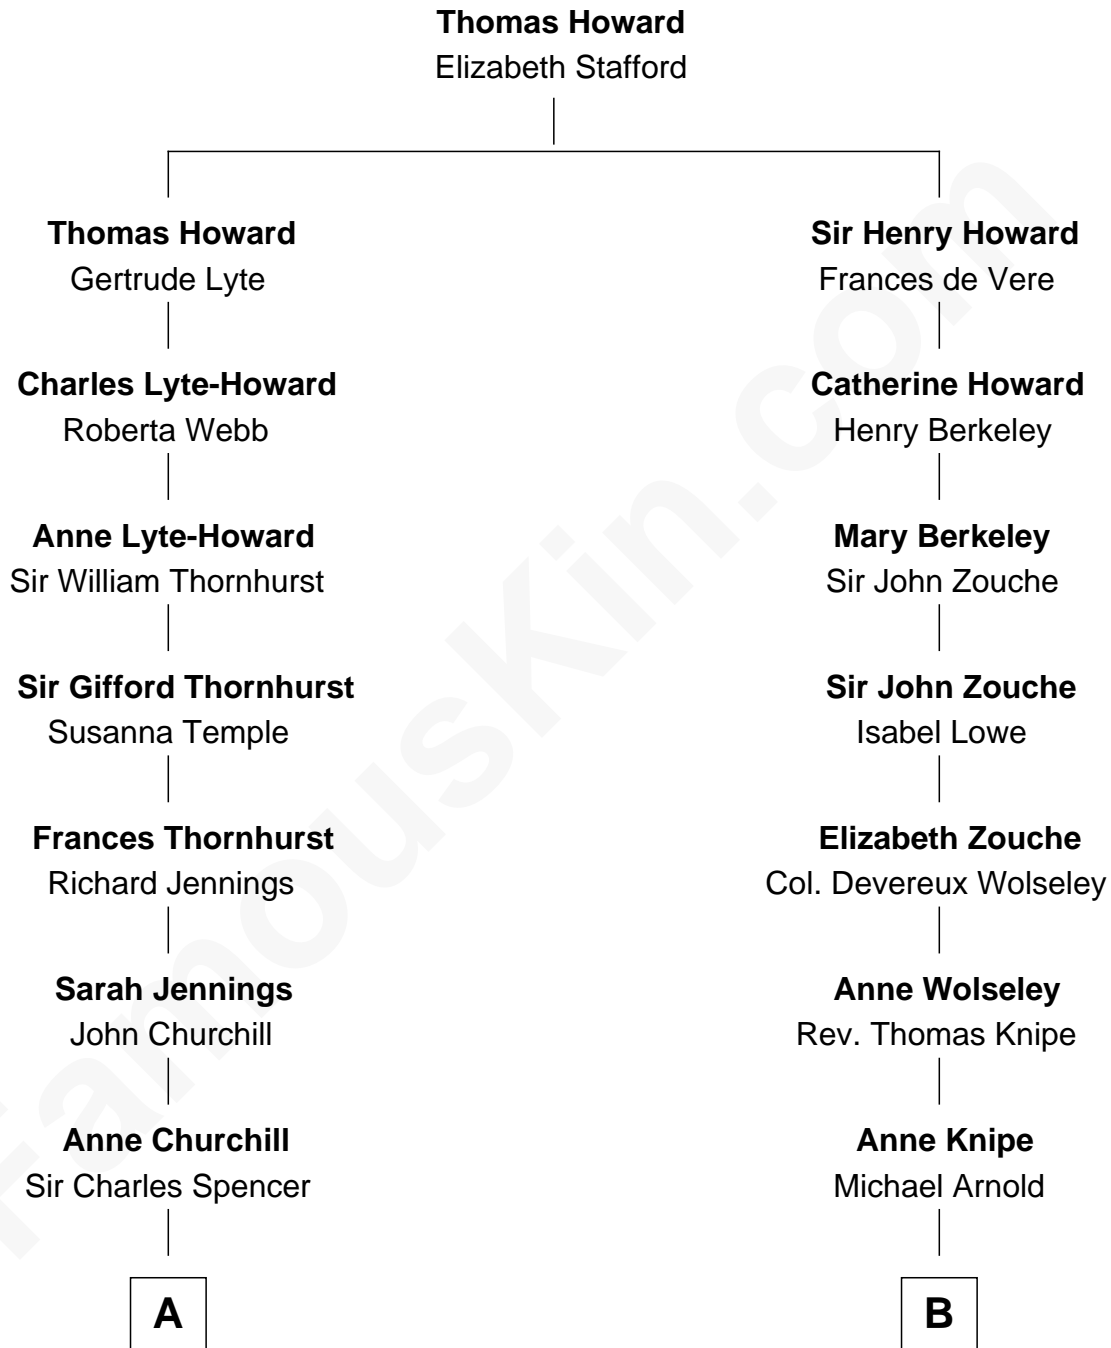 Thomas Howard
Elizabeth Stafford
Thomas Howard
Gertrude Lyte
Charles Lyte-Howard
Roberta Webb
Anne Lyte-Howard
Sir William Thornhurst
Sir Gifford Thornhurst
Susanna Temple
Frances Thornhurst
Richard Jennings
Sarah Jennings
John Churchill
Anne Churchill
Sir Charles Spencer
A
Sir Henry Howard
Frances de Vere
Catherine Howard
Henry Berkeley
Mary Berkeley
Sir John Zouche
Sir John Zouche
Isabel Lowe
Elizabeth Zouche
Col. Devereux Wolseley
Anne Wolseley
Rev. Thomas Knipe
Anne Knipe
Michael Arnold
B
FamousKin.com